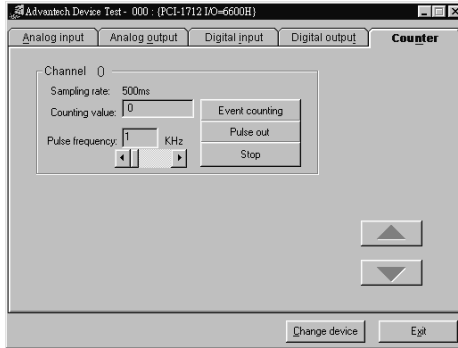 Advantech Device Test - 000 : {PCI-1712 I/O=6600H}
Analog input
Analog output
Digital input
Digital output
Counter
Channel 0
Sampling rate: 500ms
Counting value: 0
Event counting
Pulse out
Pulse frequency: 1 KHz
Stop
Change device
Exit